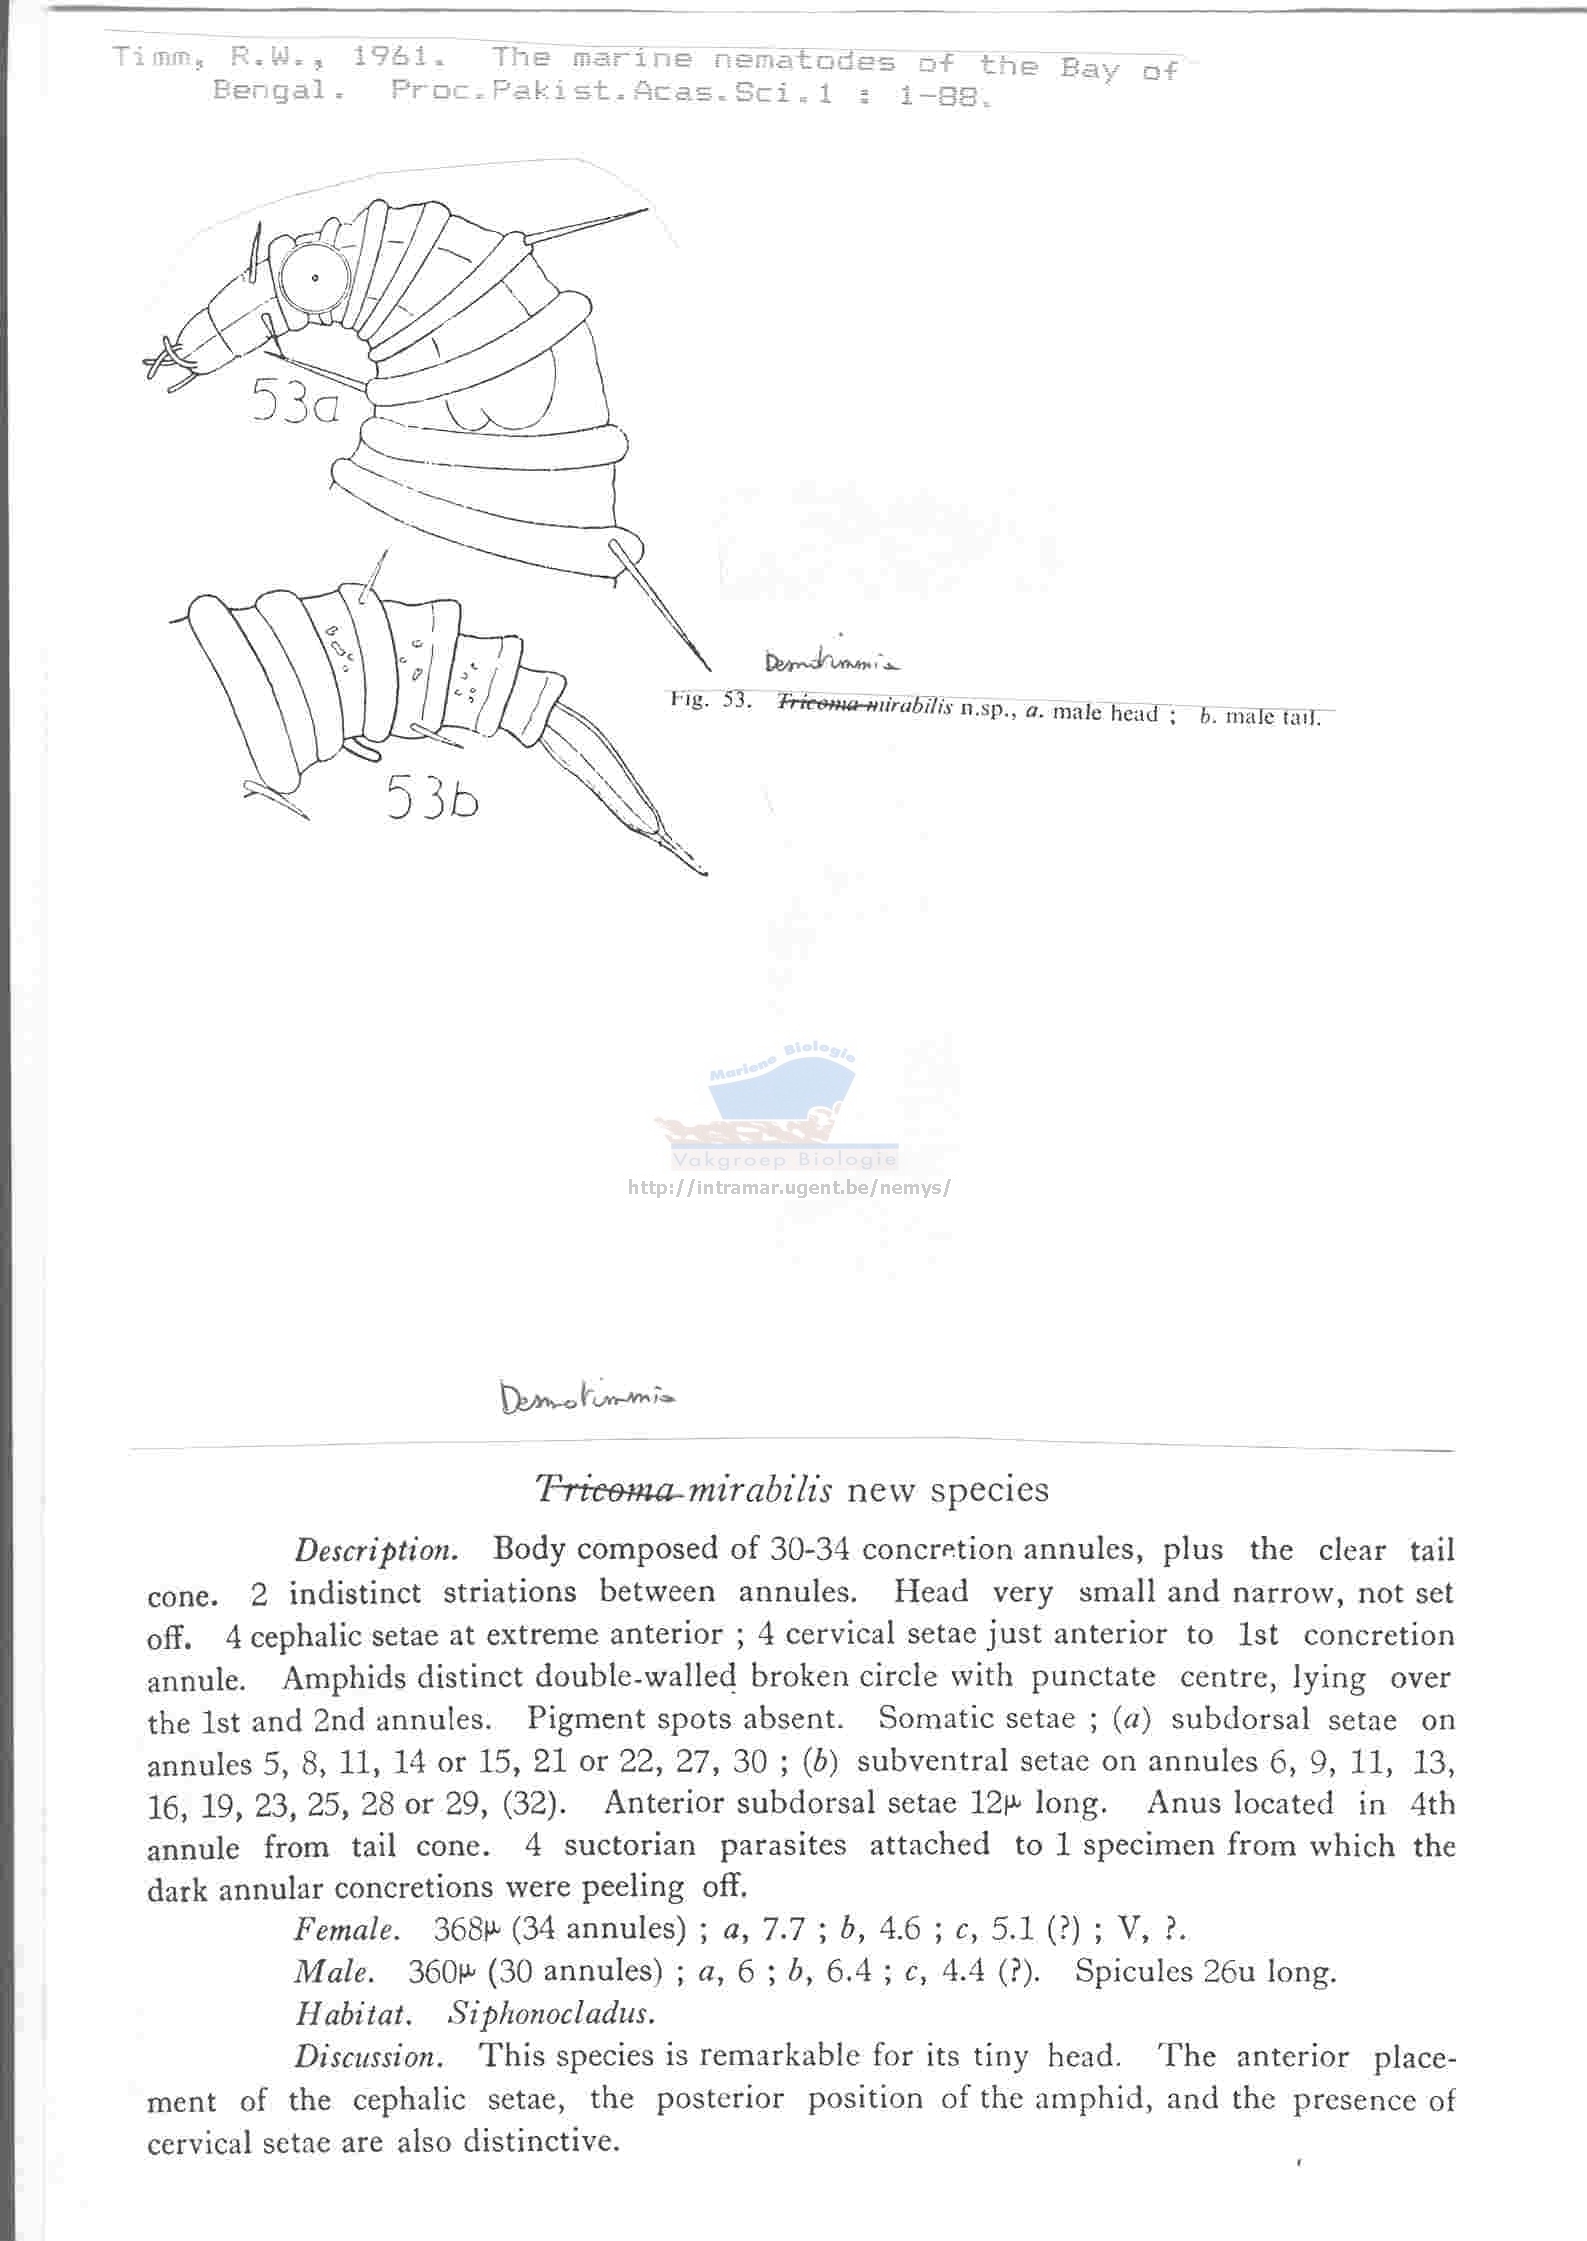 Timm, R.W., 1961. The marine nematodes of the Bay of
Bengal. Proc.Pakist.Acas.Sci.1 : 1-88.
53a
Desmotimmia
Fig. 53. Tricoma mirabilis n.sp., a. male head ; b. male tail.
53b
Mariene Biologie
Vakgroep Biologie
http://intramar.ugent.be/nemys/
Desmotimmia
Tricoma mirabilis new species
Description. Body composed of 30-34 concretion annules, plus the clear tail
cone. 2 indistinct striations between annules. Head very small and narrow, not set
off. 4 cephalic setae at extreme anterior ; 4 cervical setae just anterior to 1st concretion
annule. Amphids distinct double-walled broken circle with punctate centre, lying over
the 1st and 2nd annules. Pigment spots absent. Somatic setae ; (a) subdorsal setae on
annules 5, 8, 11, 14 or 15, 21 or 22, 27, 30 ; (b) subventral setae on annules 6, 9, 11, 13,
16, 19, 23, 25, 28 or 29, (32). Anterior subdorsal setae 12μ long. Anus located in 4th
annule from tail cone. 4 suctorian parasites attached to 1 specimen from which the
dark annular concretions were peeling off.
Female. 368μ (34 annules) ; a, 7.7 ; b, 4.6 ; c, 5.1 (?) ; V, ?.
Male. 360μ (30 annules) ; a, 6 ; b, 6.4 ; c, 4.4 (?). Spicules 26u long.
Habitat. Siphonocladus.
Discussion. This species is remarkable for its tiny head. The anterior place-
ment of the cephalic setae, the posterior position of the amphid, and the presence of
cervical setae are also distinctive.